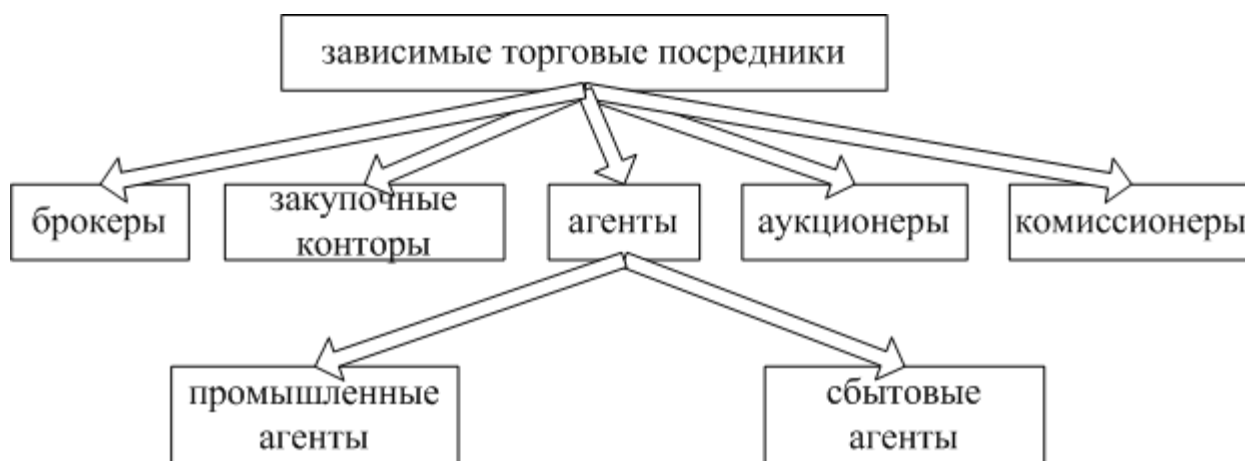 зависимые торговые посредники
брокеры
закупочные
конторы
агенты
аукционеры
комиссионеры
промышленные
агенты
сбытовые
агенты